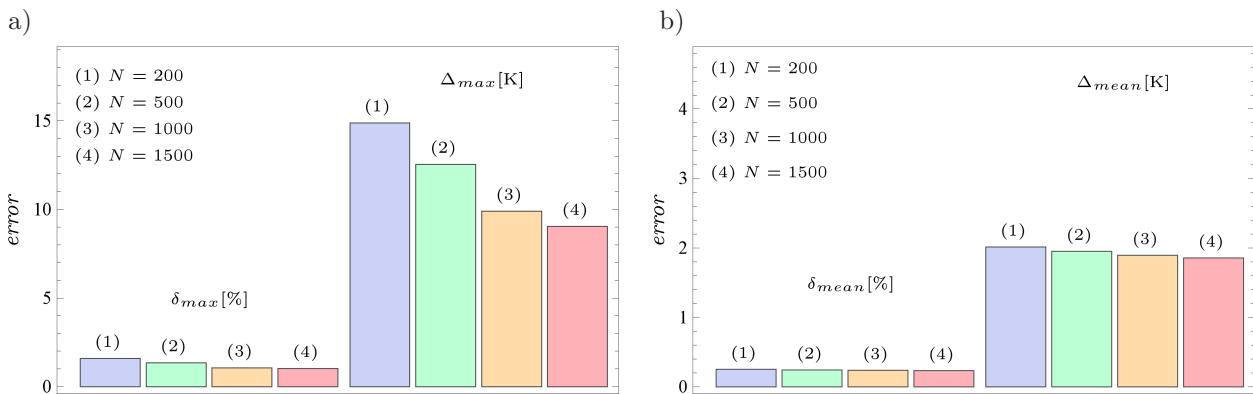 a)
(1) N = 200
(2) N = 500
(3) N = 1000
(4) N = 1500
Δmax[K]
δmax[%]
(1)
(2)
(3)
(4)
(1)
(2)
(3)
(4)
error
15
10
5
0
b)
(1) N = 200
(2) N = 500
(3) N = 1000
(4) N = 1500
Δmean[K]
δmean[%]
(1)
(2)
(3)
(4)
(1)
(2)
(3)
(4)
error
4
3
2
1
0